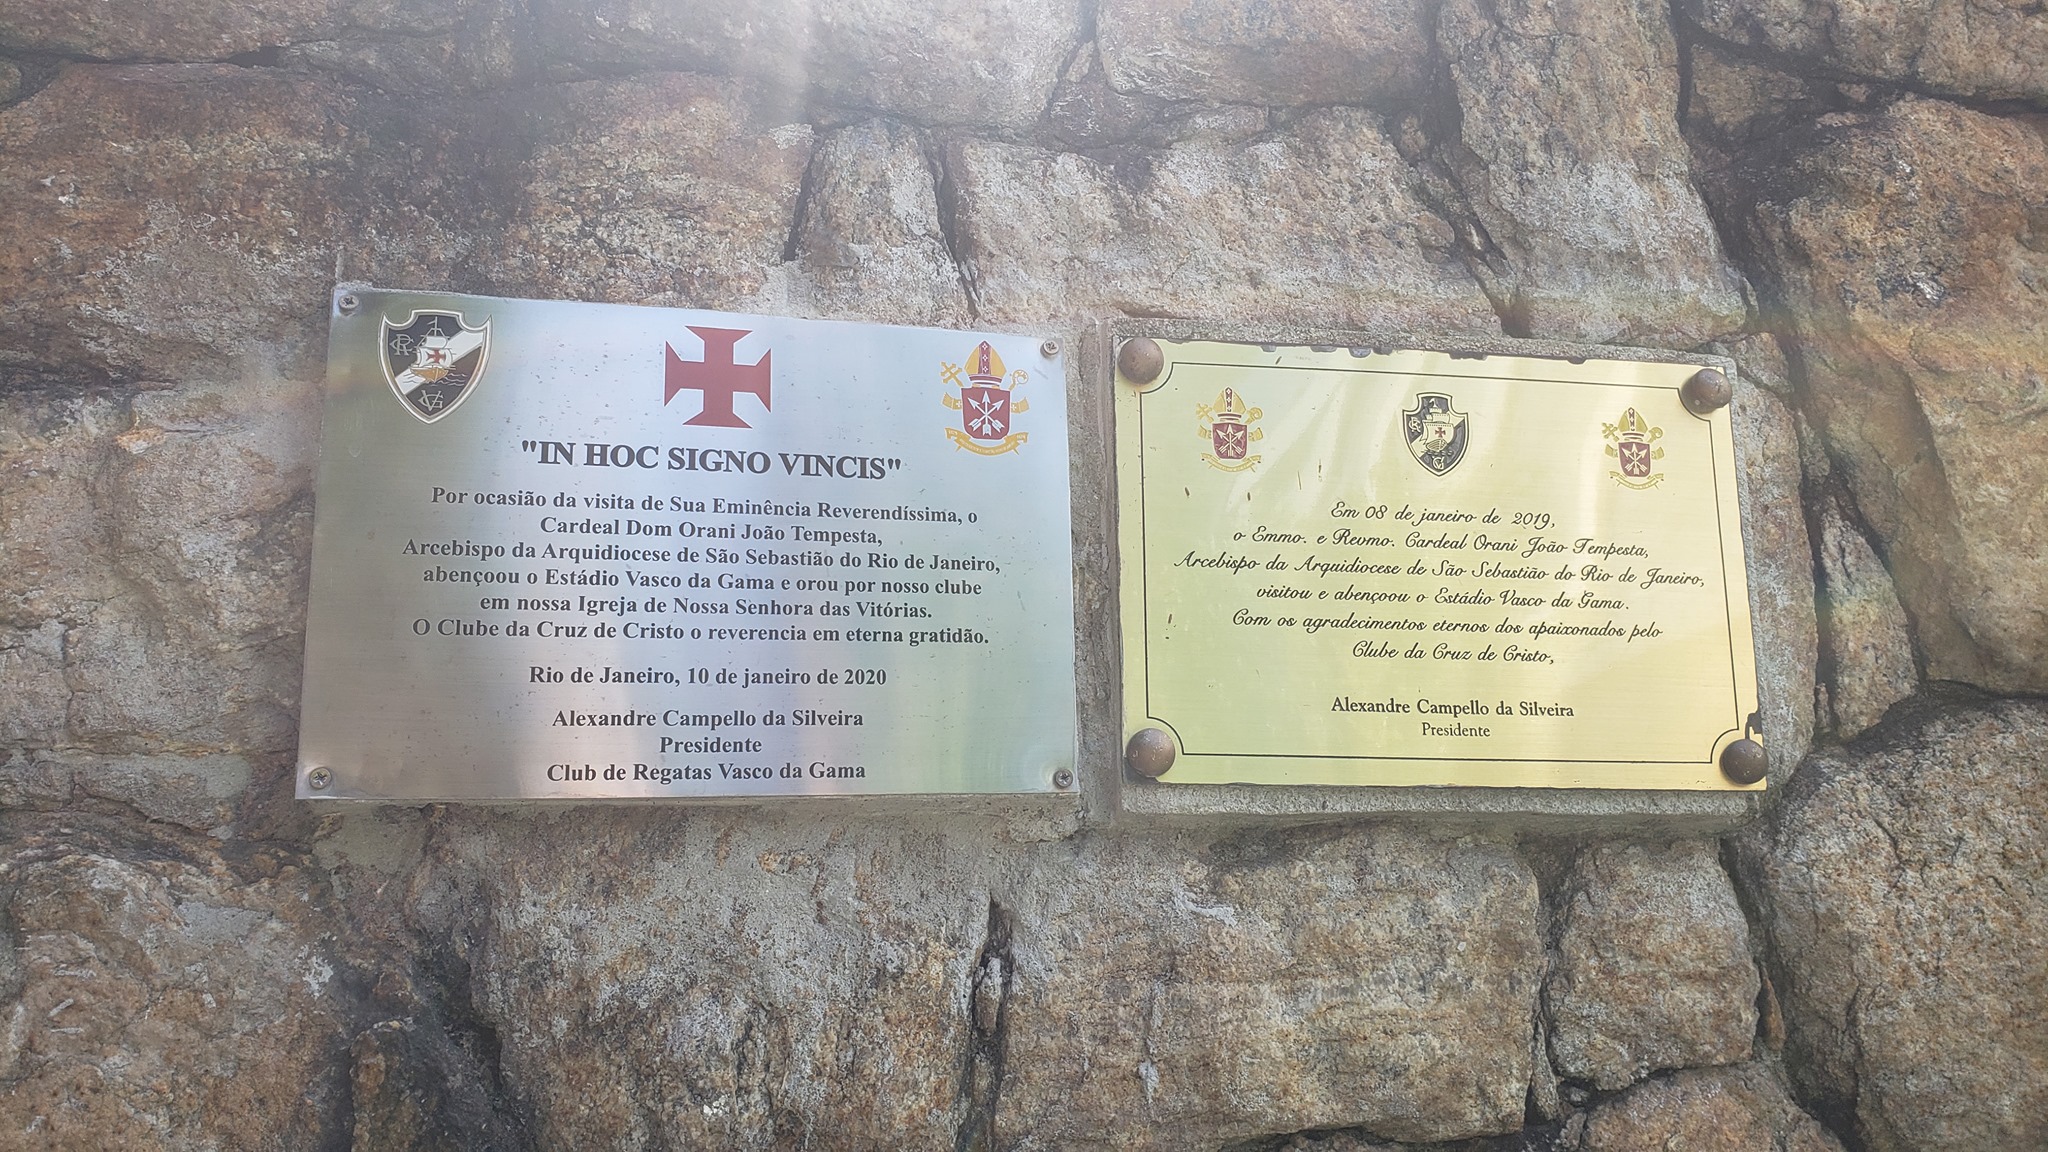 "IN HOC SIGNO VINCIS"
Por ocasião da visita de Sua Eminência Reverendíssima, o
Cardeal Dom Orani João Tempesta,
Arcebispo da Arquidiocese de São Sebastião do Rio de Janeiro,
abençoou o Estádio Vasco da Gama e orou por nosso clube
em nossa Igreja de Nossa Senhora das Vitórias.
O Clube da Cruz de Cristo o reverencia em eterna gratidão.
Rio de Janeiro, 10 de janeiro de 2020
Alexandre Campello da Silveira
Presidente
Club de Regatas Vasco da Gama
Em 08 de janeiro de 2019,
o Emmo. e Revmo. Cardeal Orani João Tempesta,
Arcebispo da Arquidiocese de São Sebastião do Rio de Janeiro,
visitou e abençoou o Estádio Vasco da Gama.
Com os agradecimentos eternos dos apaixonados pelo
Clube da Cruz de Cristo,
Alexandre Campello da Silveira
Presidente